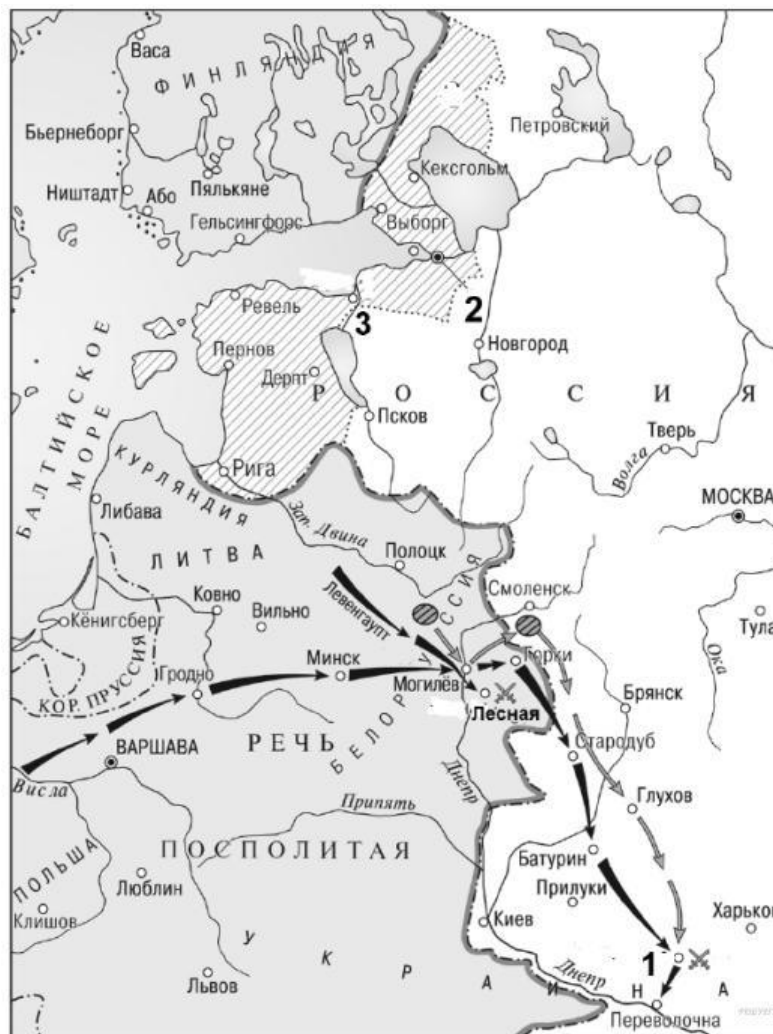 Васа
ФИНЛЯНДИЯ
Петровский
Бьернеборг
Кексгольм
Ништадт
Або
Пялькяне
Гельсингфорс
Выборг
2
Ревель
3
Новгород
Пернов
Дерпт
РОССИЯ
Псков
БАЛТИЙСКОЕ
МОРЕ
Тверь
Волга
Рига
КУРЛЯНДИЯ
Либава
МОСКВА
Зап. Двина
Полоцк
ЛИТВА
Смоленск
Ковно
Вильно
Левенгаупт
Кёнигсберг
Тула
Ока
КОР. ПРУССИЯ
Гродно
Минск
Могилёв
Горки
Лесная
БЕЛОРУССИЯ
Брянск
ВАРШАВА
РЕЧЬ
Стародуб
Висла
Днепр
Глухов
Припять
ПОСПОЛИТАЯ
Батурин
ПОЛЬША
Люблин
Прилуки
Клишов
Киев
Харьков
1
УКРАИНА
Львов
Днепр
Переволочна